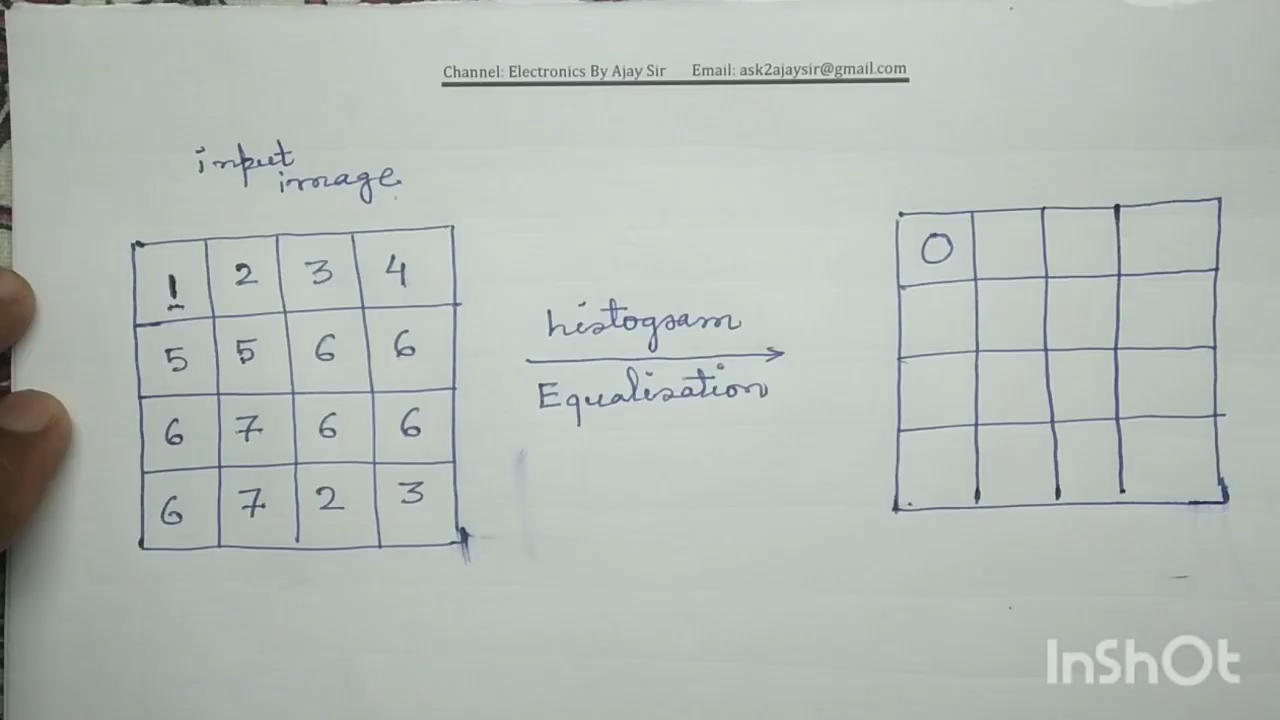 Channel: Electronics By Ajay Sir Email: ask2ajaysir@gmail.com
input
image
1 2 3 4
5 5 6 6
6 7 6 6
6 7 2 3
histogram
Equalisation
0
InShOt